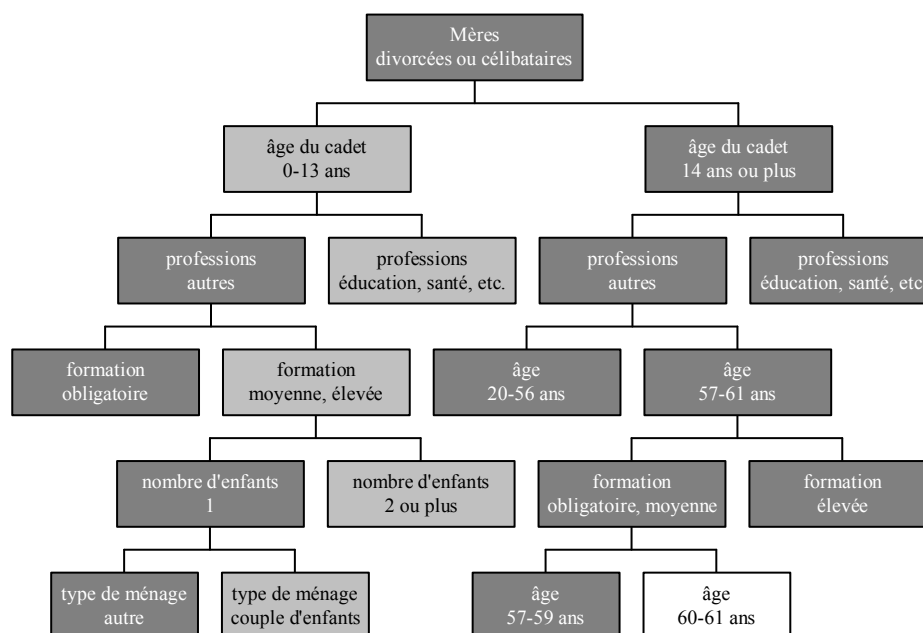 Mères
divorcées ou célibataires
âge du cadet
0-13 ans
âge du cadet
14 ans ou plus
professions
autres
professions
éducation, santé, etc.
professions
autres
professions
éducation, santé, etc
formation
obligatoire
formation
moyenne, élevée
âge
20-56 ans
âge
57-61 ans
nombre d'enfants
1
nombre d'enfants
2 ou plus
formation
obligatoire, moyenne
formation
élevée
type de ménage
autre
type de ménage
couple d'enfants
âge
57-59 ans
âge
60-61 ans